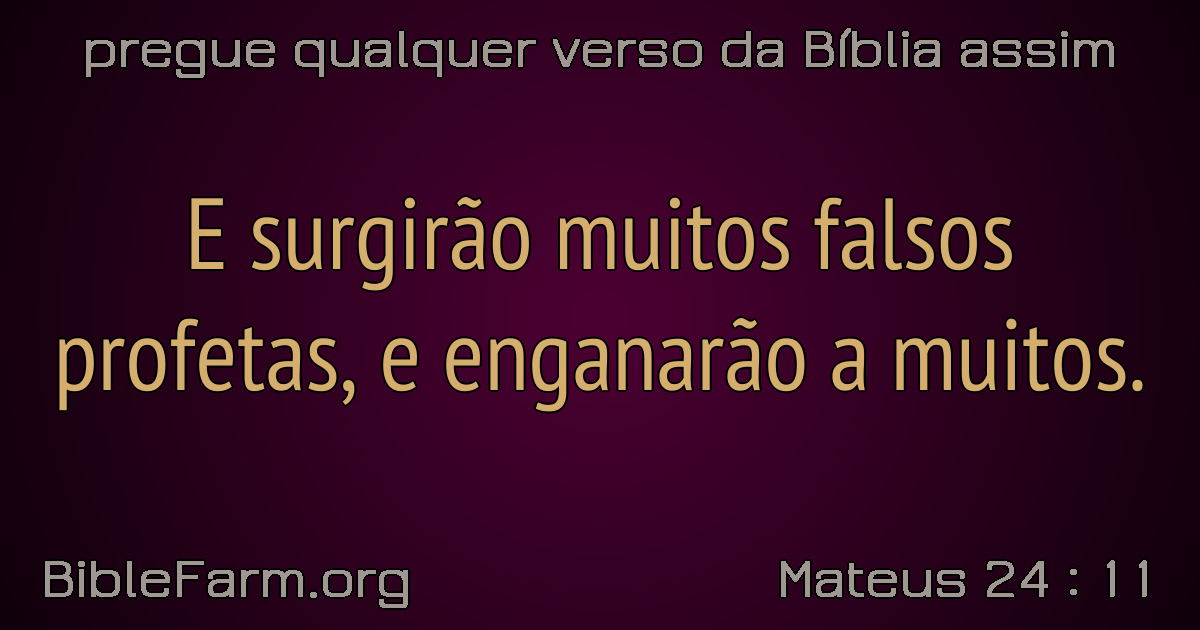 pregue qualquer verso da Bíblia assim
E surgirão muitos falsos
profetas, e enganarão a muitos.
BibleFarm.org
Mateus 24 : 11